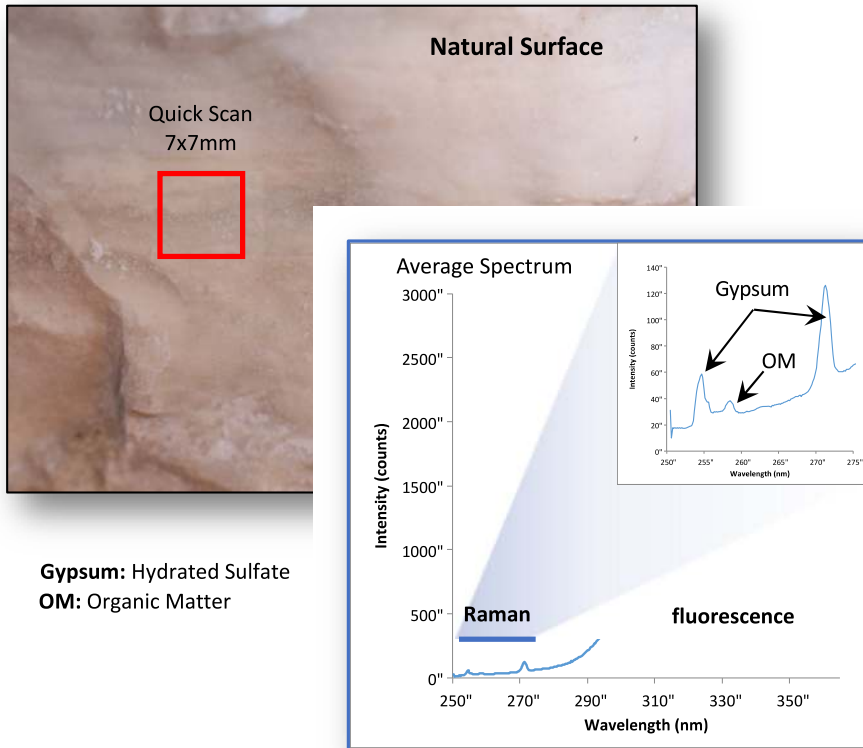 Natural Surface
Quick Scan
7x7mm
Gypsum: Hydrated Sulfate
OM: Organic Matter
Average Spectrum
3000"
2500"
2000"
1500"
1000"
500"
0"
Intensity (counts)
250" 270" 290" 310" 330" 350"
Wavelength (nm)
Raman
fluorescence
140"
120"
100"
80"
60"
40"
20"
0"
Intensity (counts)
Gypsum
OM
250" 255" 260" 265" 270" 275"
Wavelength (nm)